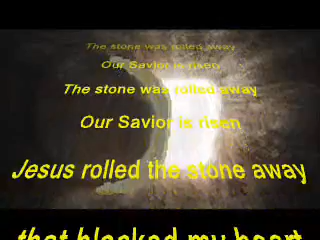 The stone was rolled away
Our Savior is risen
The stone was rolled away
Our Savior is risen
Jesus rolled the stone away
that blocked my heart